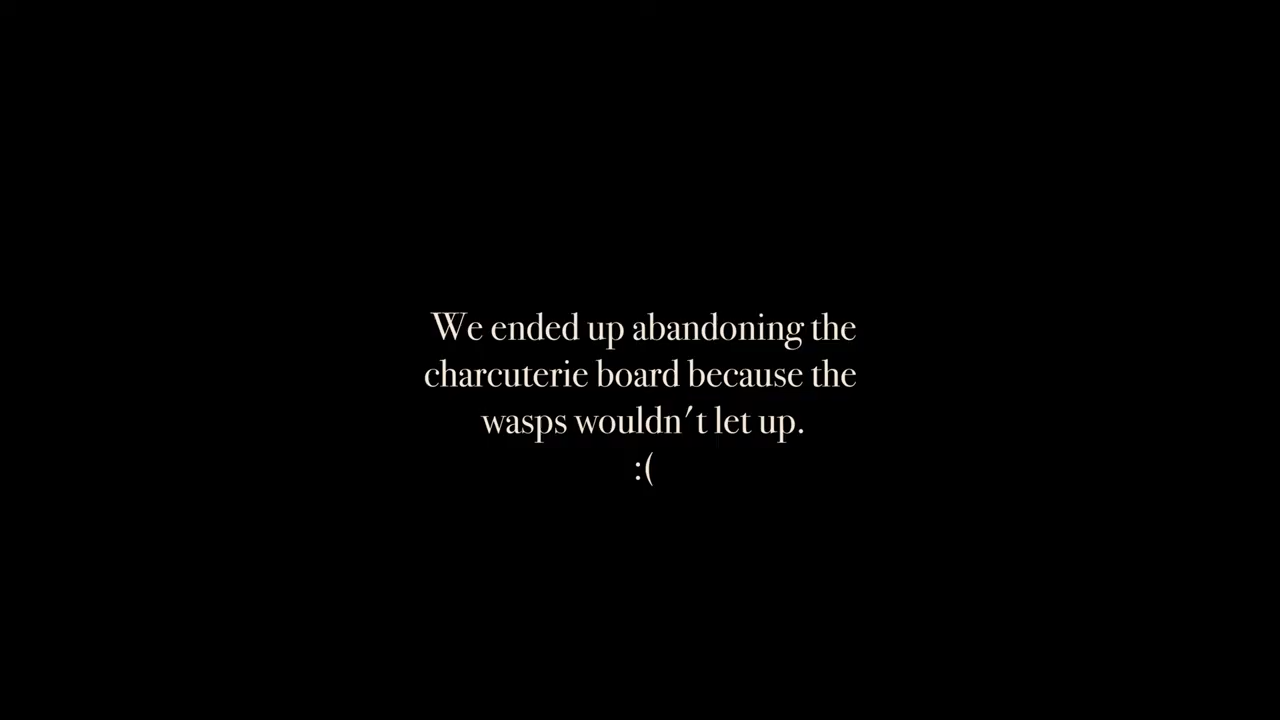 We ended up abandoning the
charcuterie board because the
wasps wouldn't let up.
:(